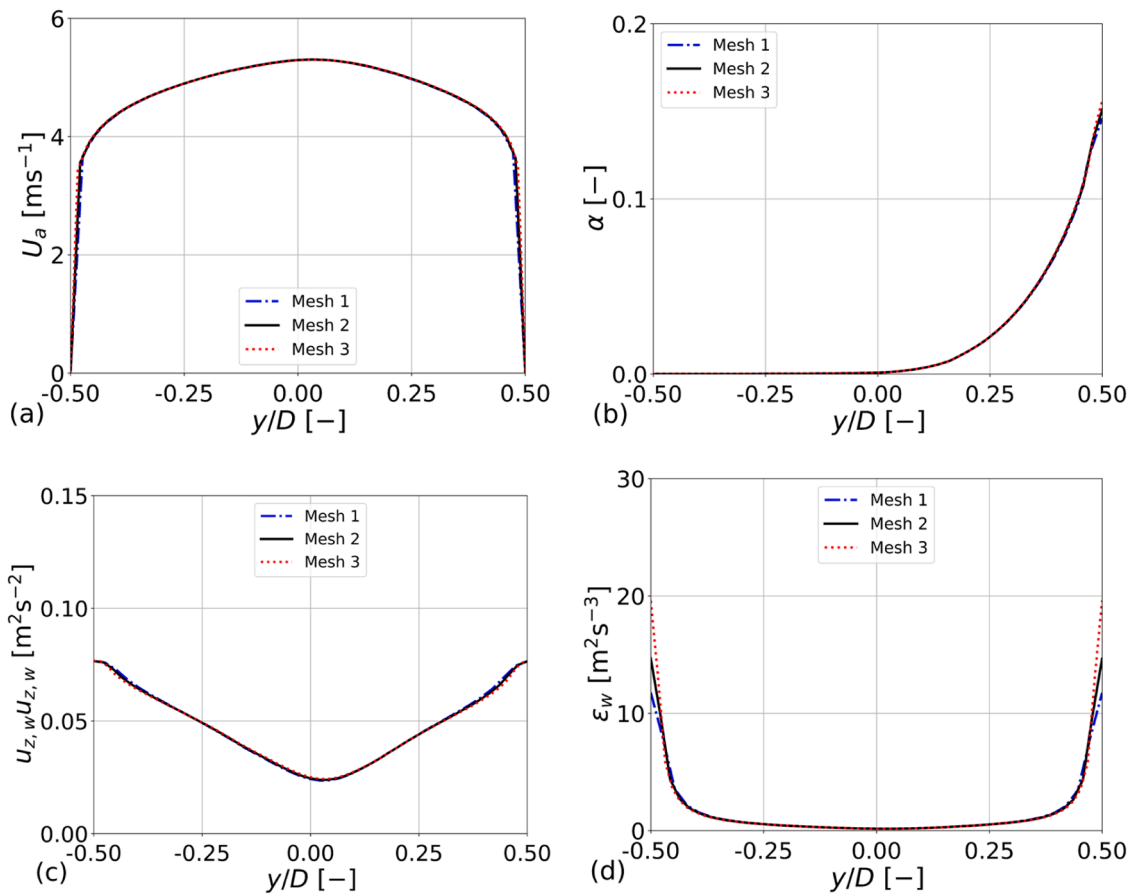 6
4
2
0
U_a [ms⁻¹]
Mesh 1
Mesh 2
Mesh 3
-0.50 -0.25 0.00 0.25 0.50
(a)
y/D [−]
0.2
0.1
0.0
α [−]
Mesh 1
Mesh 2
Mesh 3
-0.50 -0.25 0.00 0.25 0.50
(b)
y/D [−]
0.15
0.10
0.05
0.00
u_{z,w}u_{z,w} [m²s⁻²]
Mesh 1
Mesh 2
Mesh 3
-0.50 -0.25 0.00 0.25 0.50
(c)
y/D [−]
30
20
10
0
ε_w [m²s⁻³]
Mesh 1
Mesh 2
Mesh 3
-0.50 -0.25 0.00 0.25 0.50
(d)
y/D [−]